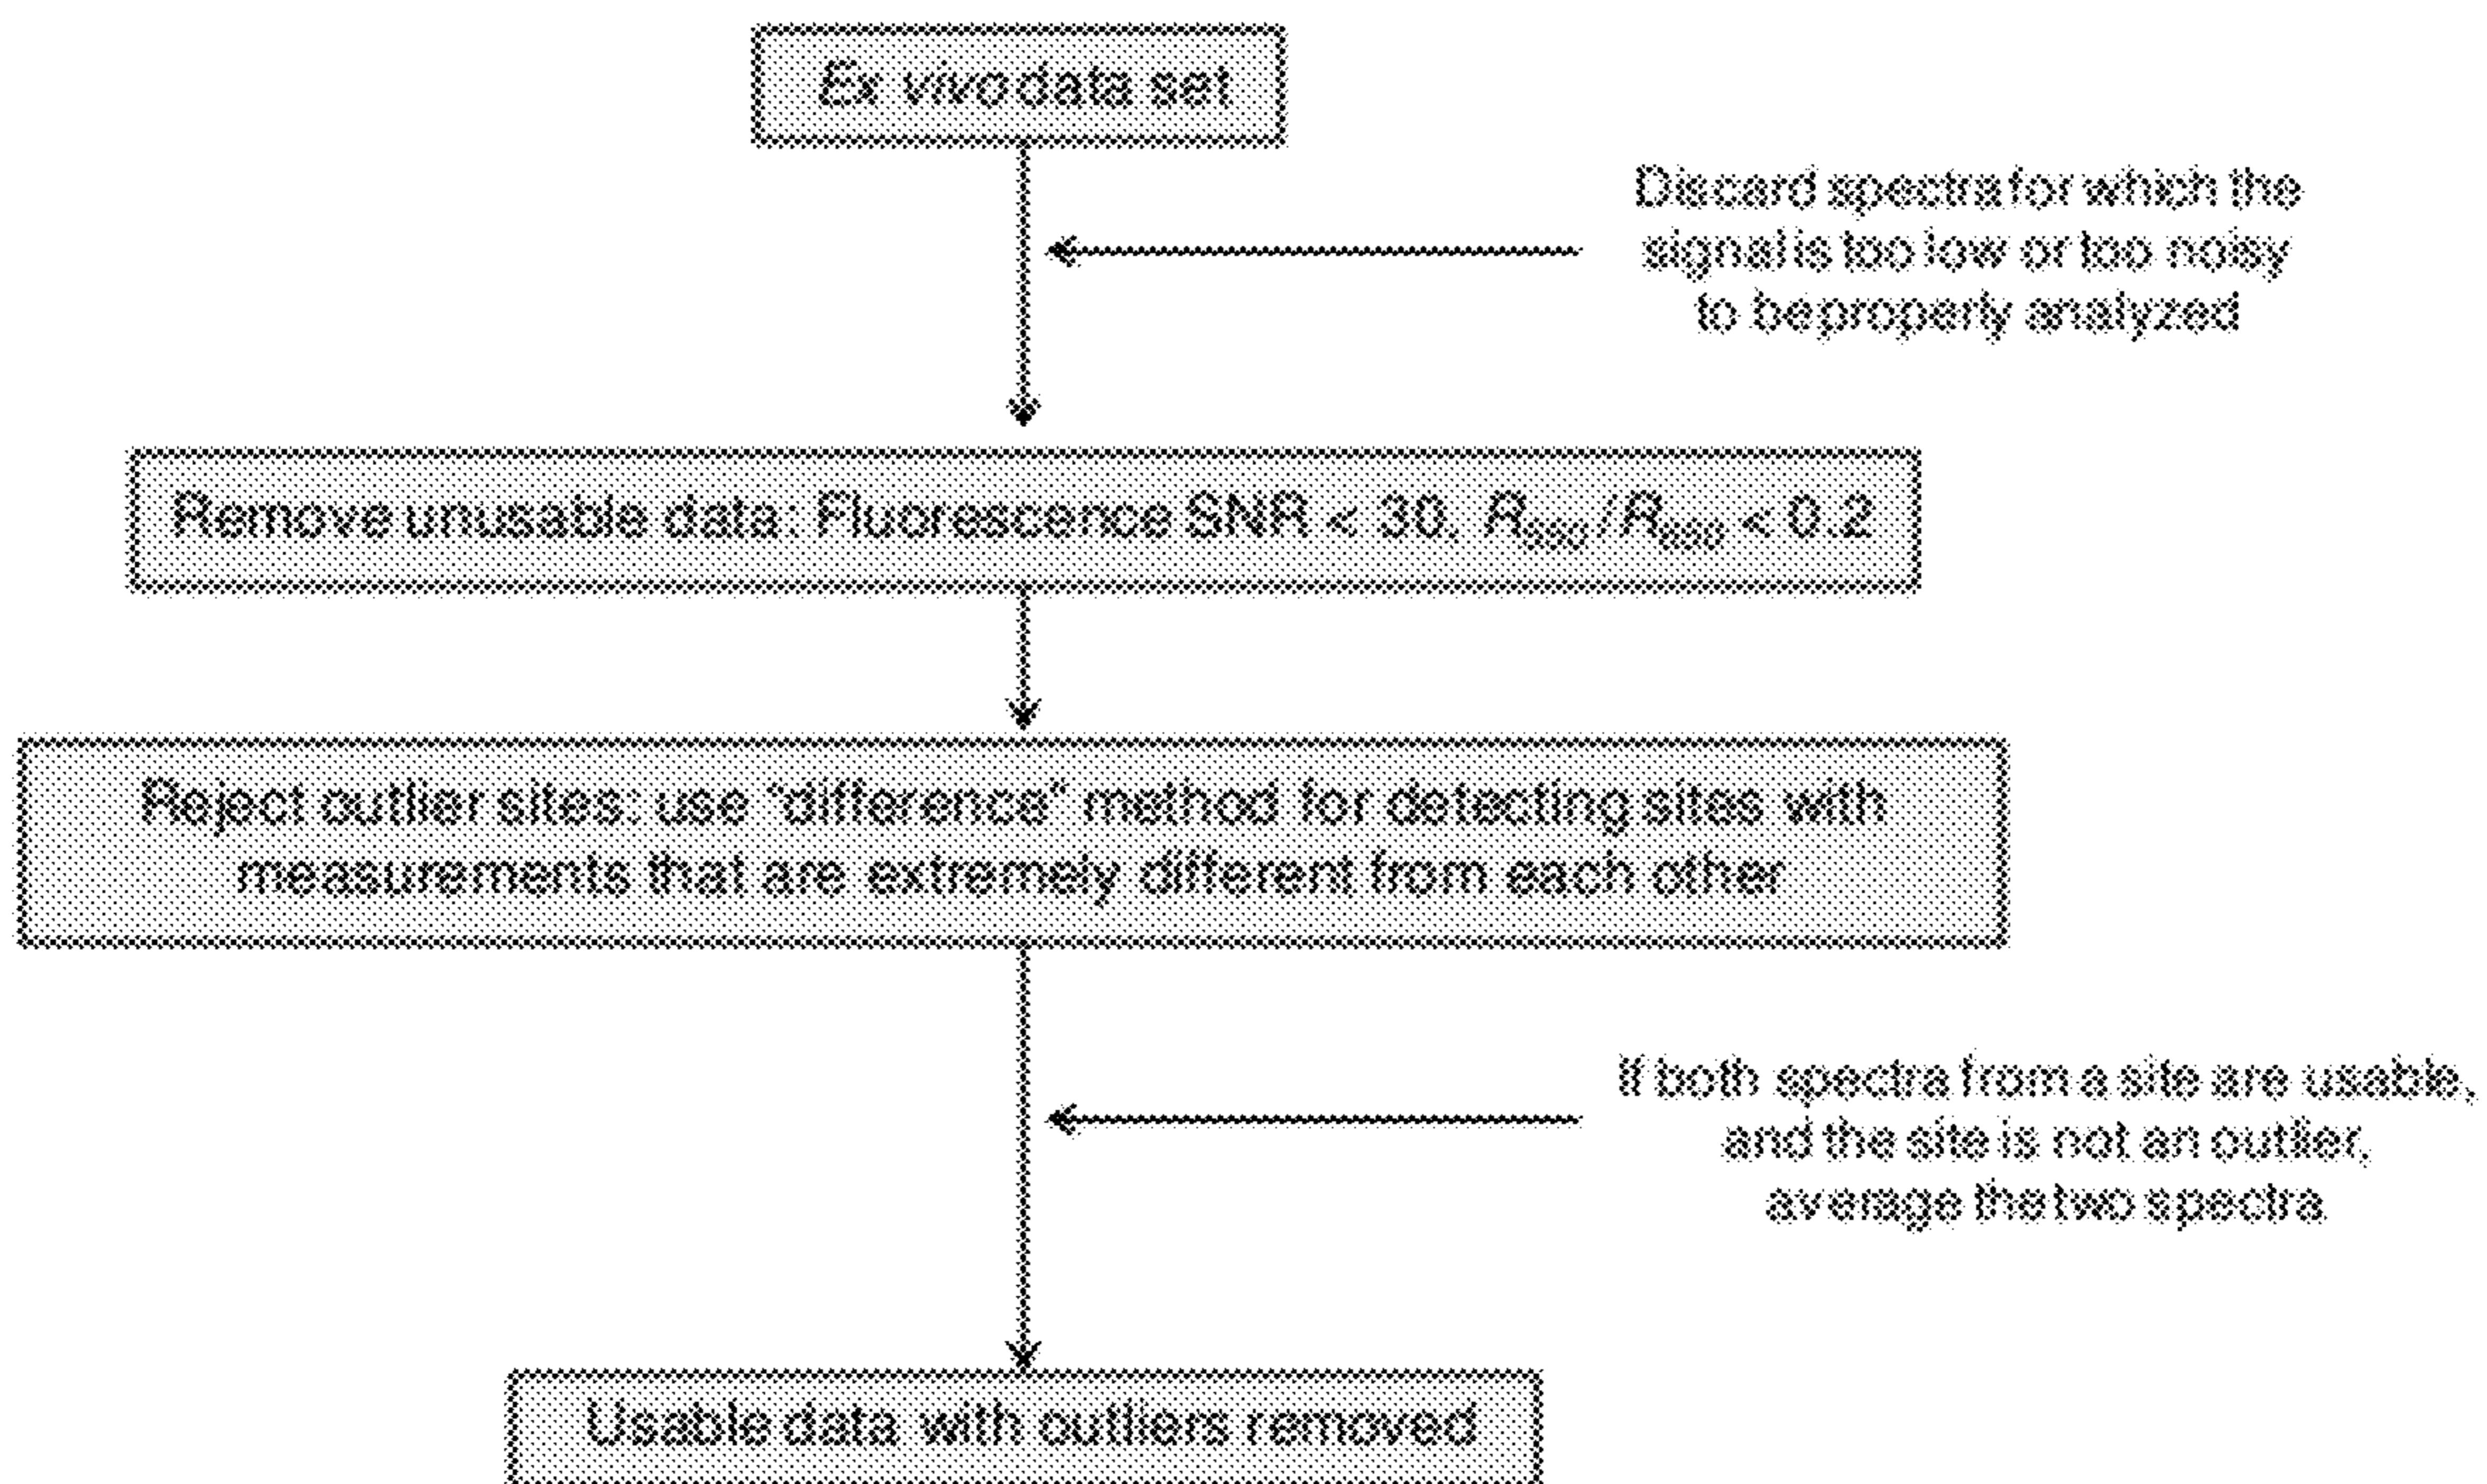 Ex vivo data set
Discard spectra for which the
signal is too low or too noisy
to be properly analyzed
Remove unusable data: Fluorescence SNR < 30, / < 0.2
Reject outlier sites: use "difference" method for detecting sites with
measurements that are extremely different from each other
If both spectra from a site are usable,
and the site is not an outlier,
average the two spectra
Usable data with outliers removed